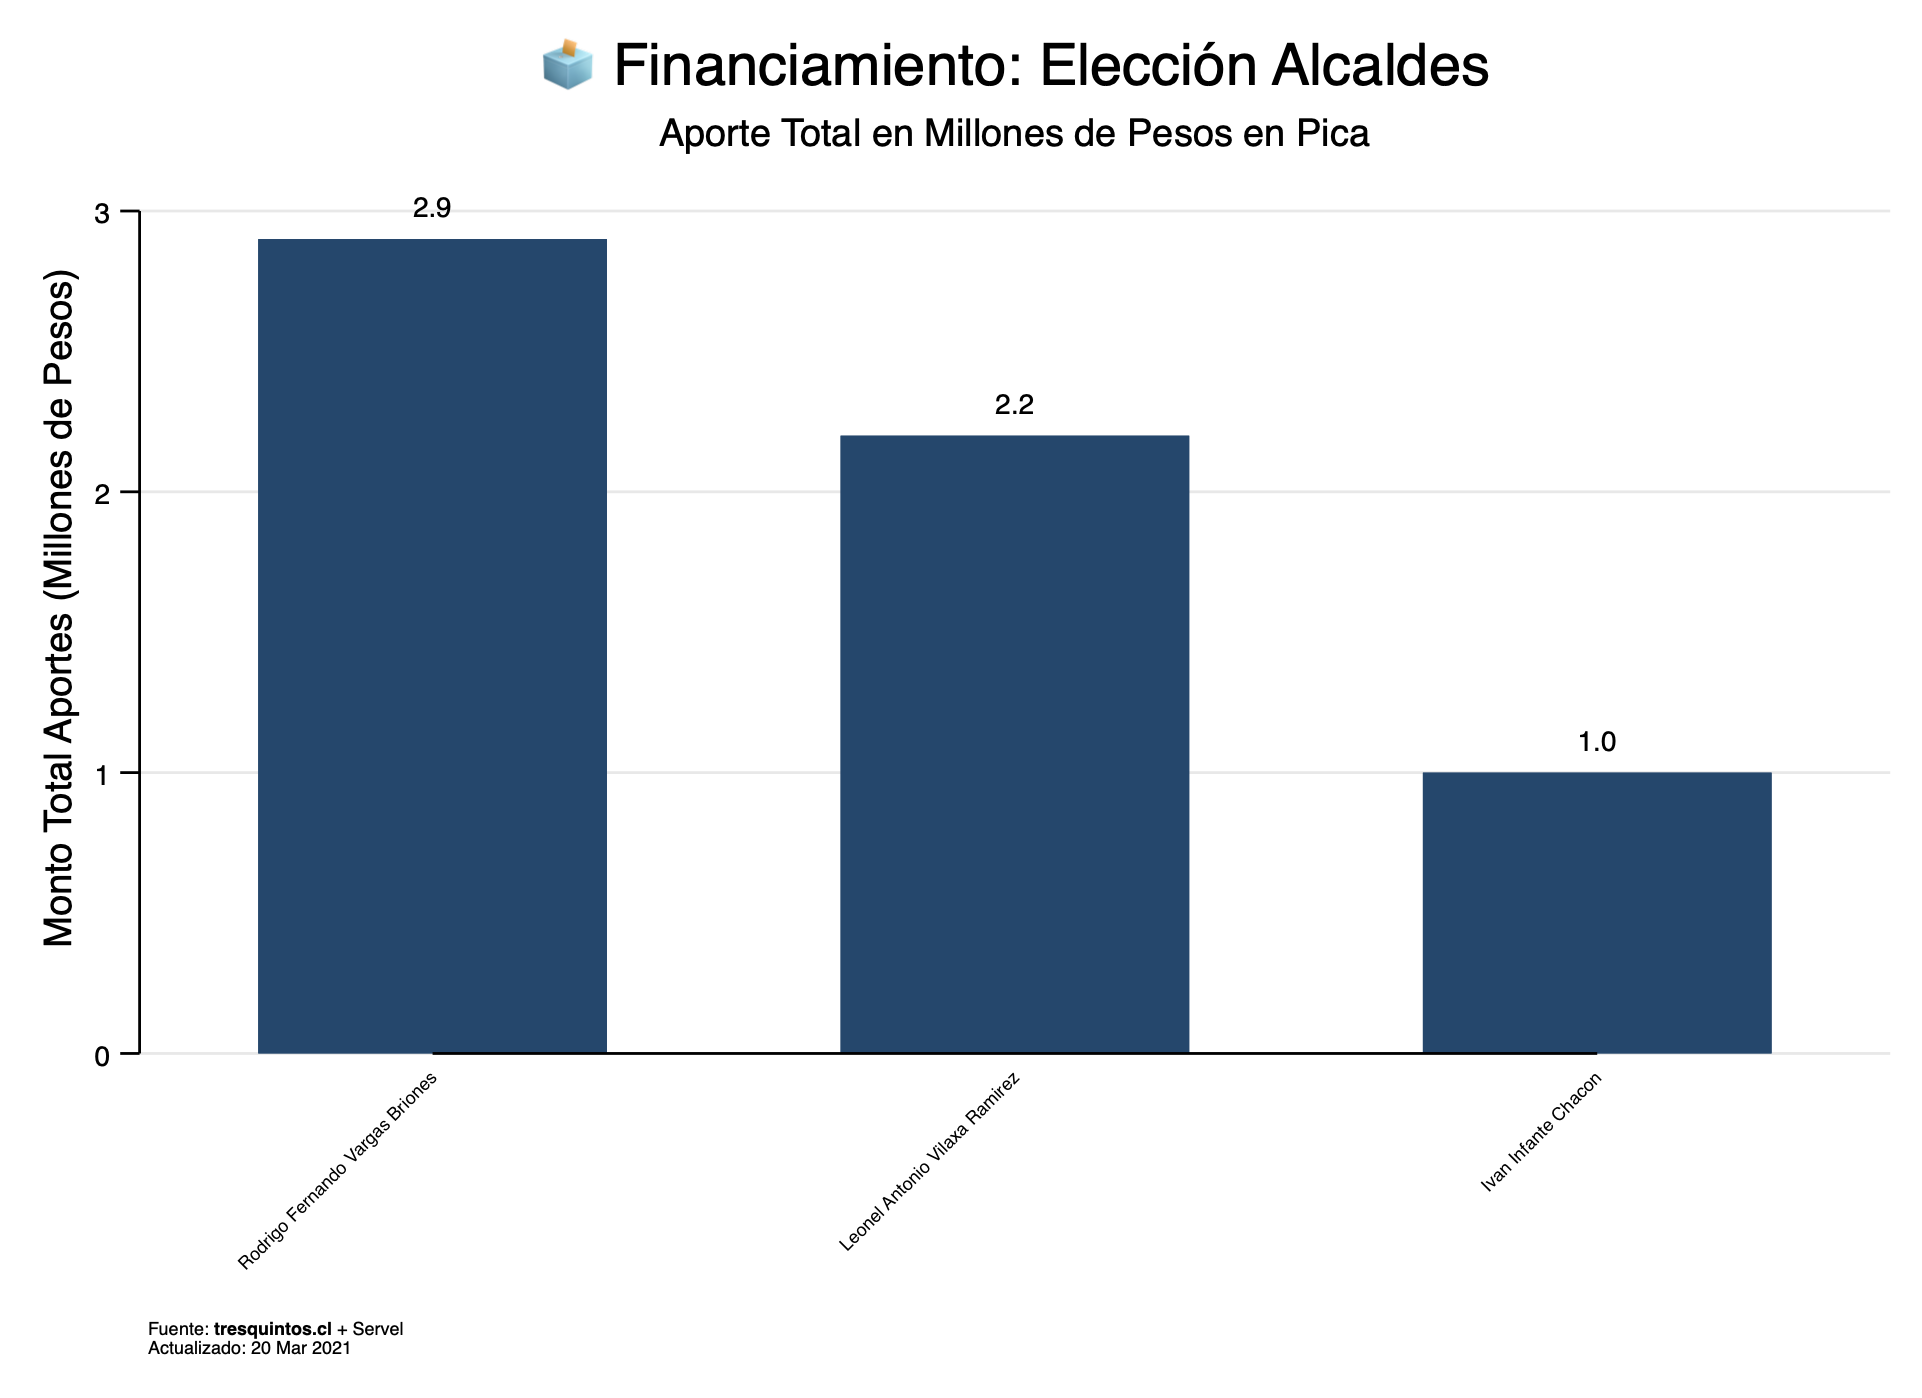 Financiamiento: Elección Alcaldes
Aporte Total en Millones de Pesos en Pica
Monto Total Aportes (Millones de Pesos)
3
2
1
0
2.9
2.2
1.0
Rodrigo Fernando Vargas Briones
Leonel Antonio Vilaxa Ramirez
Ivan Infante Chacon
Fuente: tresquintos.cl + Servel
Actualizado: 20 Mar 2021